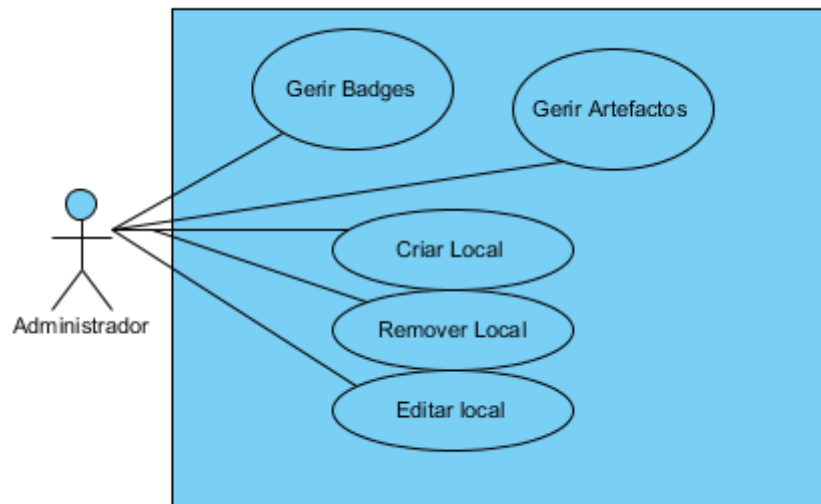 Gerir Badges
Gerir Artefactos
Criar Local
Remover Local
Administrador
Editar local